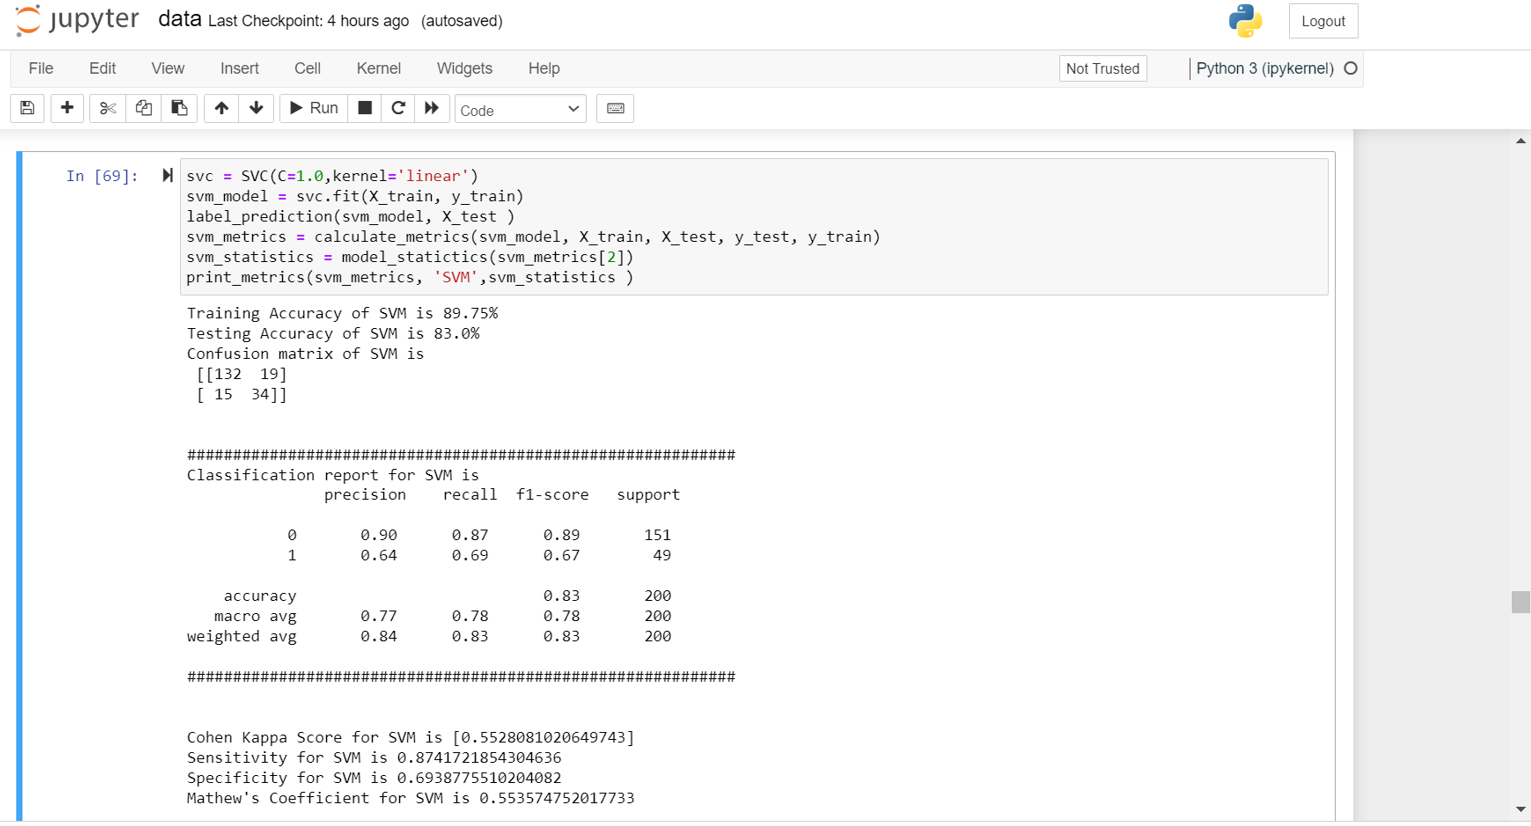 jupyter data Last Checkpoint: 4 hours ago (autosaved) Logout
File Edit View Insert Cell Kernel Widgets Help Not Trusted Python 3 (ipykernel)
Run Code
In [69]: svc = SVC(C=1.0,kernel='linear')
svm_model = svc.fit(X_train, y_train)
label_prediction(svm_model, X_test )
svm_metrics = calculate_metrics(svm_model, X_train, X_test, y_test, y_train)
svm_statistics = model_statictics(svm_metrics[2])
print_metrics(svm_metrics, 'SVM',svm_statistics )
Training Accuracy of SVM is 89.75%
Testing Accuracy of SVM is 83.0%
Confusion matrix of SVM is
[[132 19]
[ 15 34]]
############################################################
Classification report for SVM is
precision recall f1-score support
0 0.90 0.87 0.89 151
1 0.64 0.69 0.67 49
accuracy 0.83 200
macro avg 0.77 0.78 0.78 200
weighted avg 0.84 0.83 0.83 200
############################################################
Cohen Kappa Score for SVM is [0.5528081020649743]
Sensitivity for SVM is 0.8741721854304636
Specificity for SVM is 0.6938775510204082
Mathew's Coefficient for SVM is 0.553574752017733